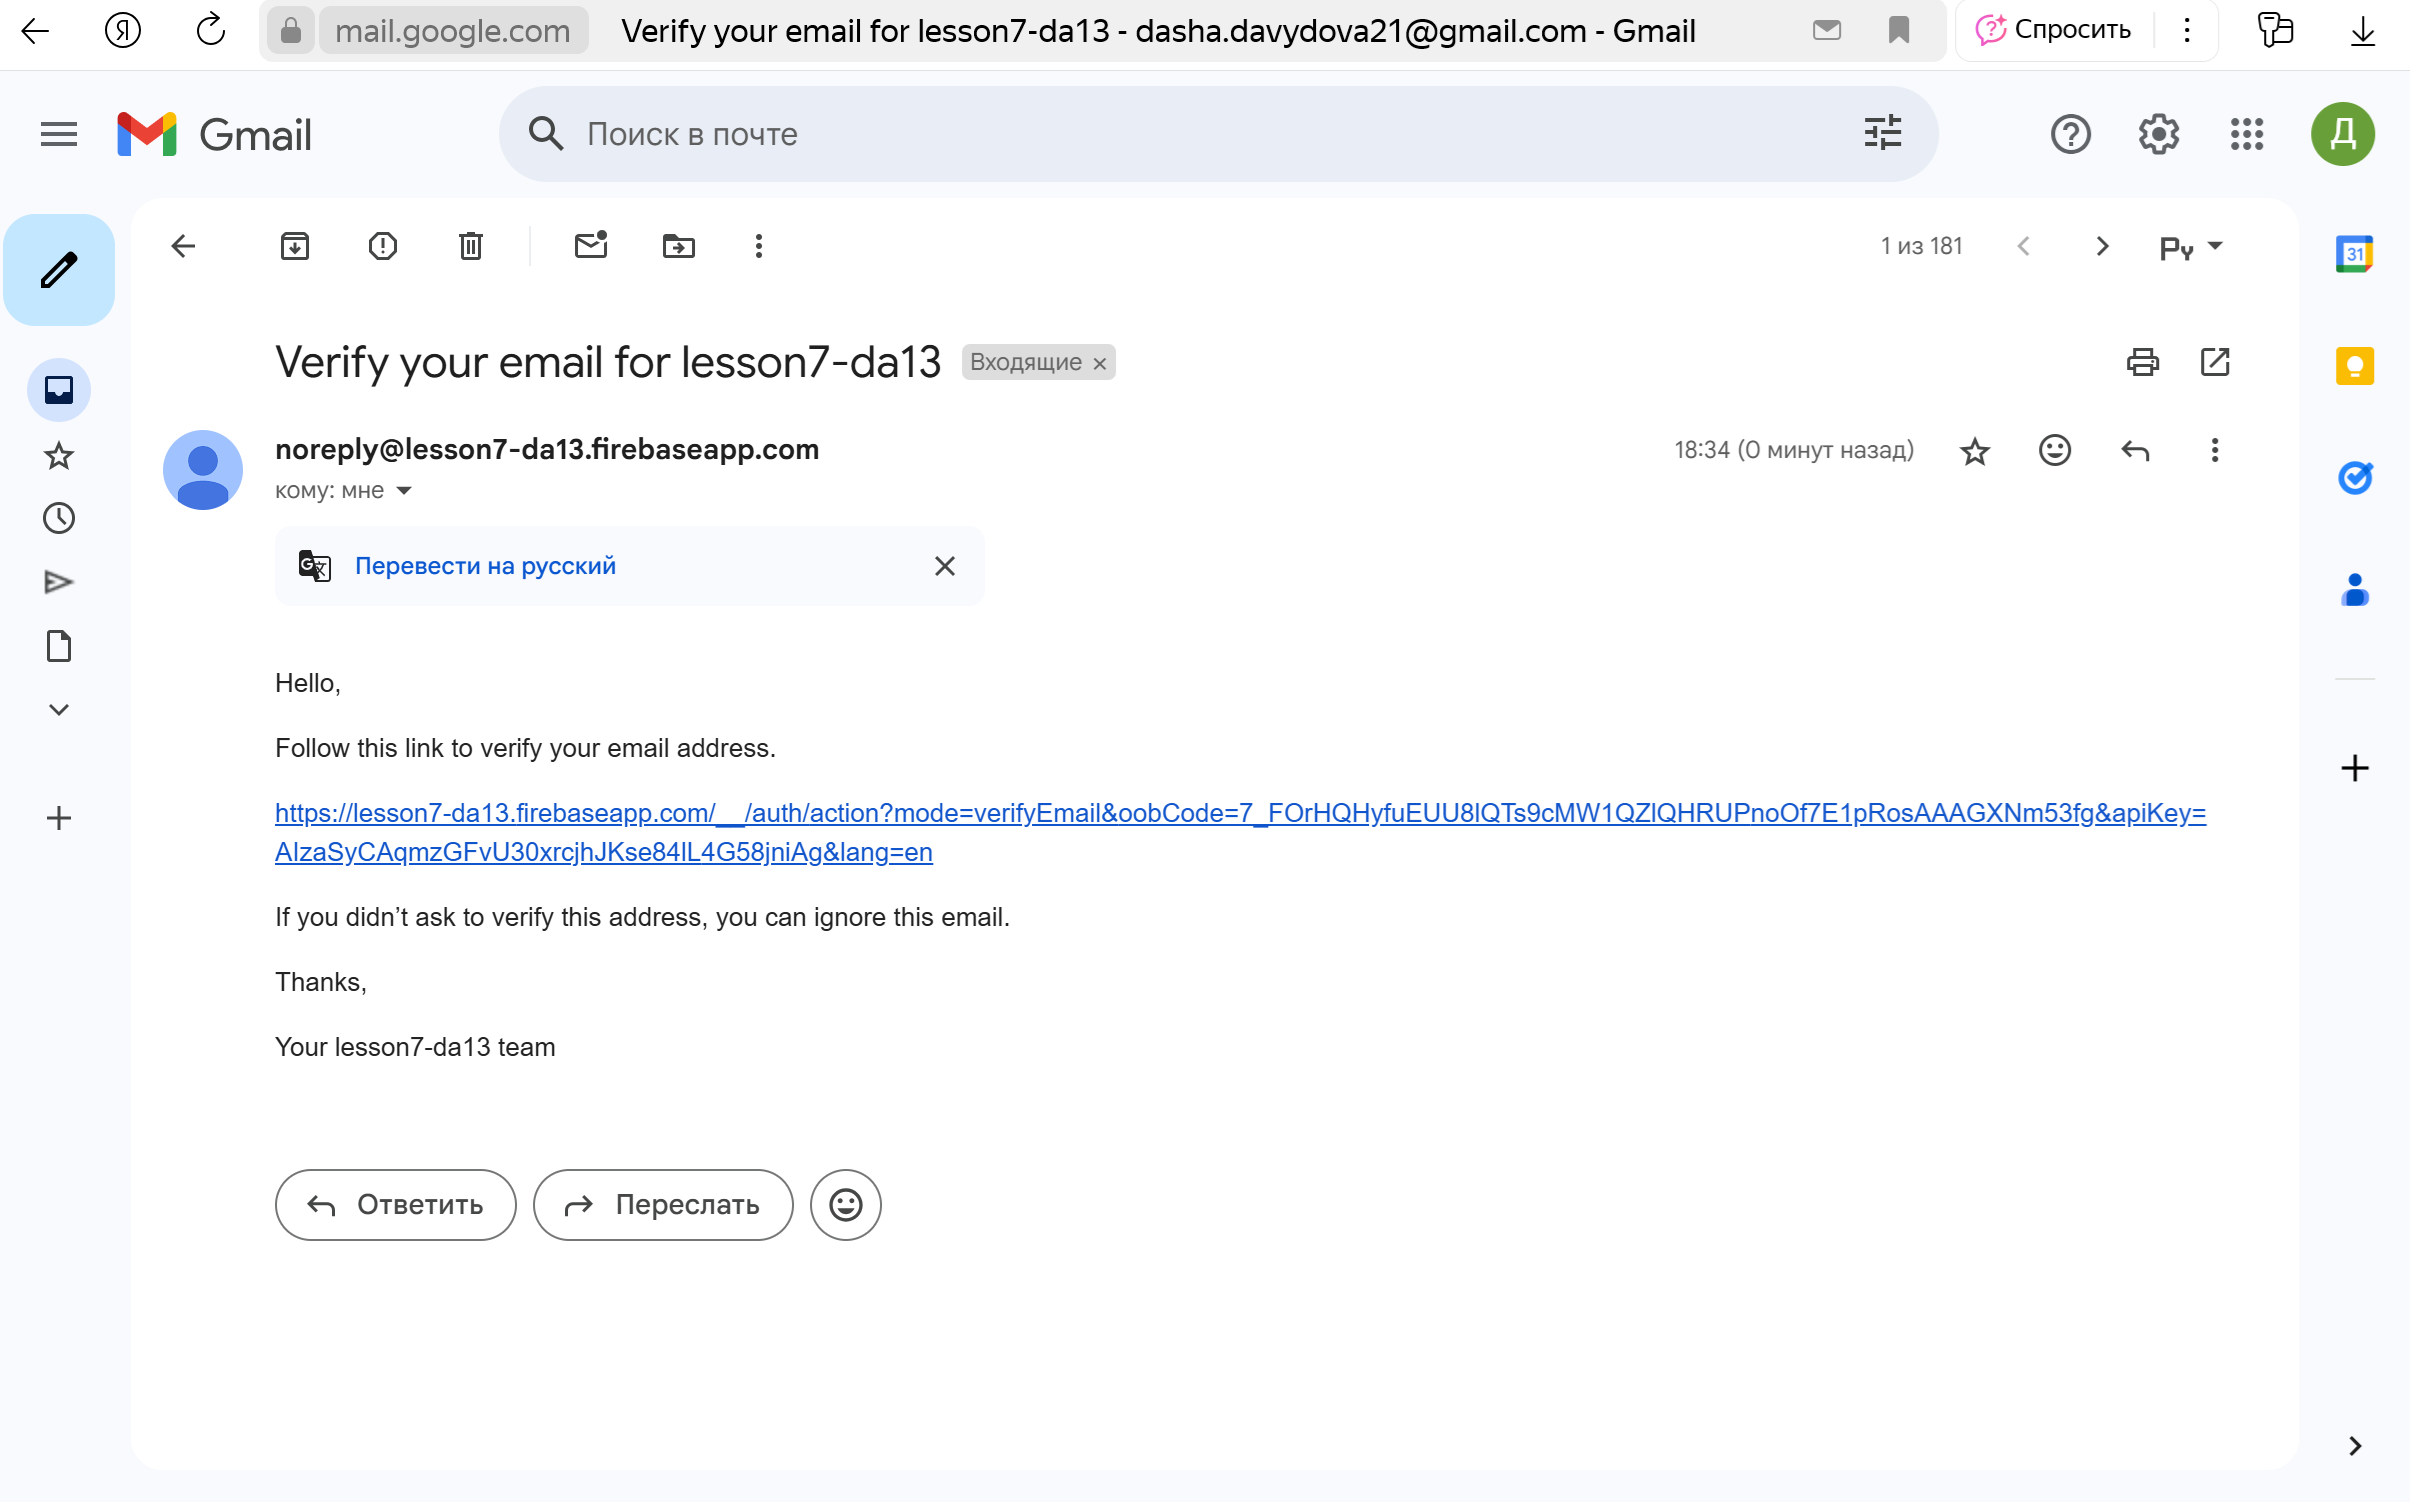 Я
mail.google.com
Verify your email for lesson7-da13 - dasha.davydova21@gmail.com - Gmail
Спросить
Gmail
Поиск в почте
Д
1 из 181
Ру
31
Verify your email for lesson7-da13
Входящие ×
noreply@lesson7-da13.firebaseapp.com
18:34 (0 минут назад)
кому: мне
Перевести на русский
Hello,
Follow this link to verify your email address.
https://lesson7-da13.firebaseapp.com/__/auth/action?mode=verifyEmail&oobCode=7_FOrHQHyfuEUU8lQTs9cMW1QZlQHRUPnoOf7E1pRosAAAGXNm53fg&apiKey=
AIzaSyCAqmzGFvU30xrcjhJKse84lL4G58jniAg&lang=en
If you didn’t ask to verify this address, you can ignore this email.
Thanks,
Your lesson7-da13 team
Ответить
Переслать